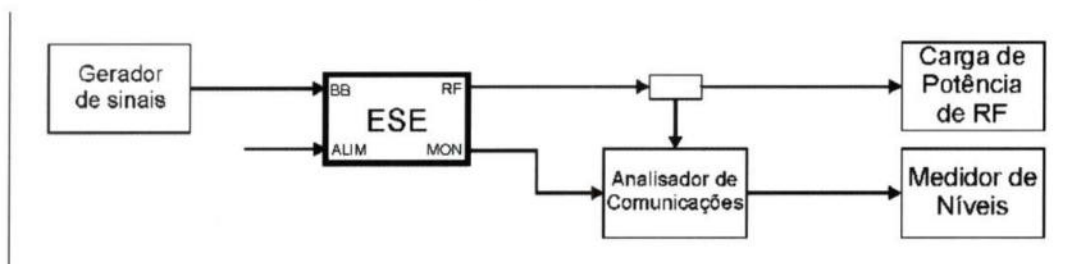 Gerador
de sinais
BB
RF
ESE
ALIM
MON
Carga de
Potência
de RF
Analisador de
Comunicações
Medidor de
Níveis